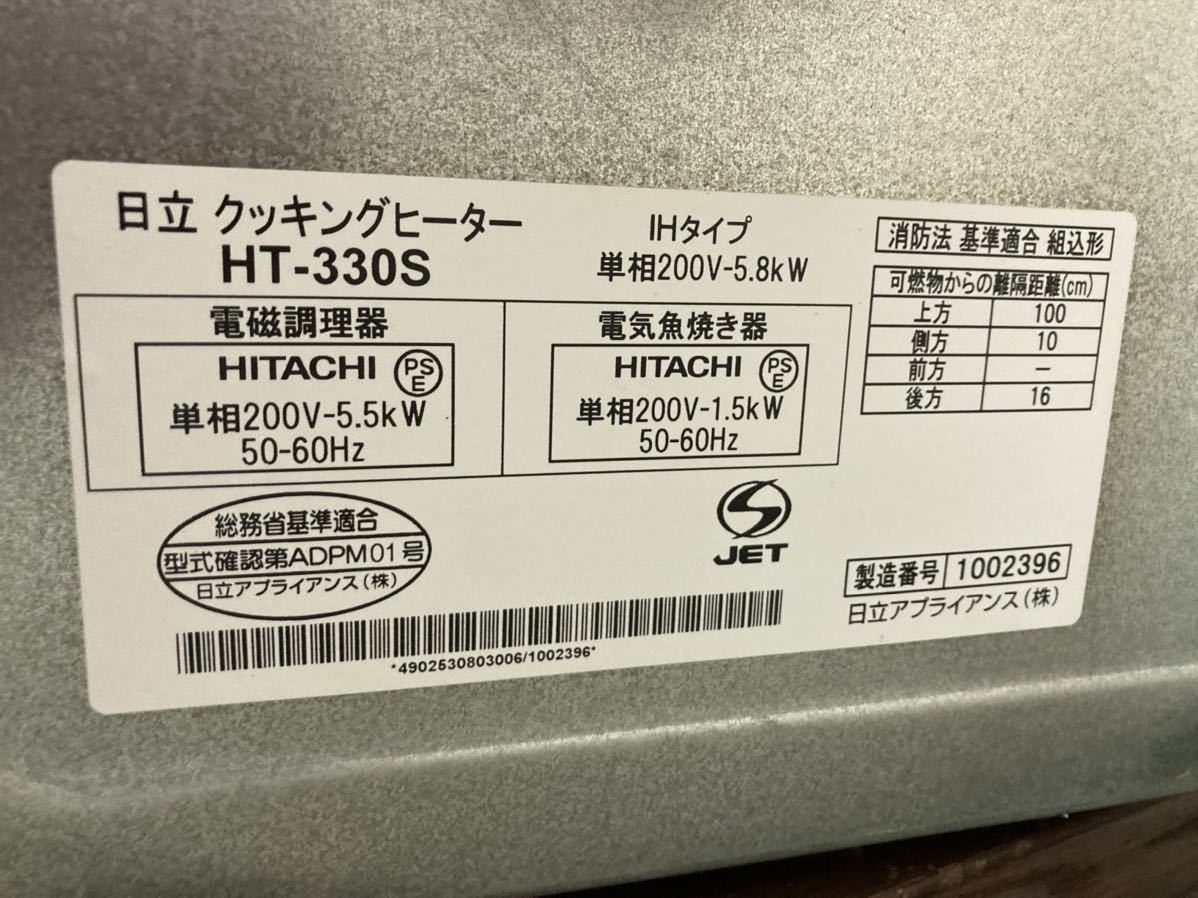 日立 クッキングヒーター
HT-330S
IHタイプ
単相200V-5.8kW
電磁調理器
HITACHI PSE
単相200V-5.5kW
50-60Hz
電気魚焼き器
HITACHI PSE
単相200V-1.5kW
50-60Hz
消防法 基準適合 組込形
可燃物からの離隔距離(cm)
上方 100
側方 10
前方 −
後方 16
総務省基準適合
型式確認第ADPM01号
日立アプライアンス(株)
JET
製造番号 1002396
日立アプライアンス(株)
*4902530803006/1002396*